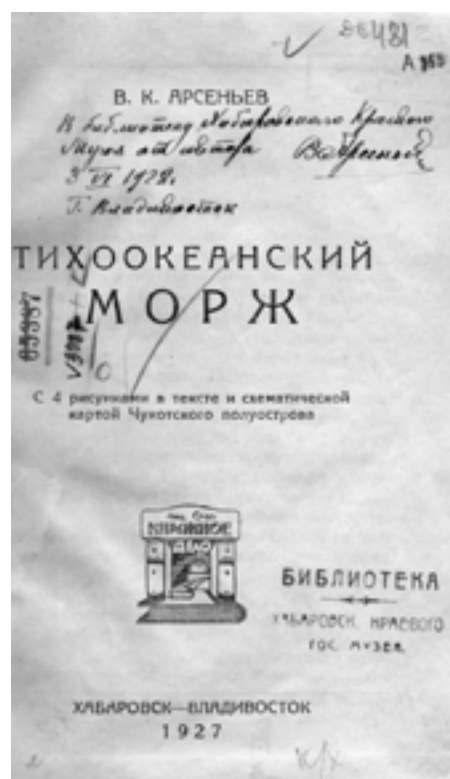 26481
А
В. К. АРСЕНЬЕВ
В библиотеку Хабаровского Краевого
Музея от автора
3 VI 1928 г.
Г. Владивосток
ТИХООКЕАНСКИЙ
МОРЖ
С 4 рисунками в тексте и схематической
картой Чукотского полуострова
КНИЖНОЕ
ДЕЛО
БИБЛИОТЕКА
ХАБАРОВСК. КРАЕВОГО
ГОС. МУЗЕЯ
ХАБАРОВСК—ВЛАДИВОСТОК
1927